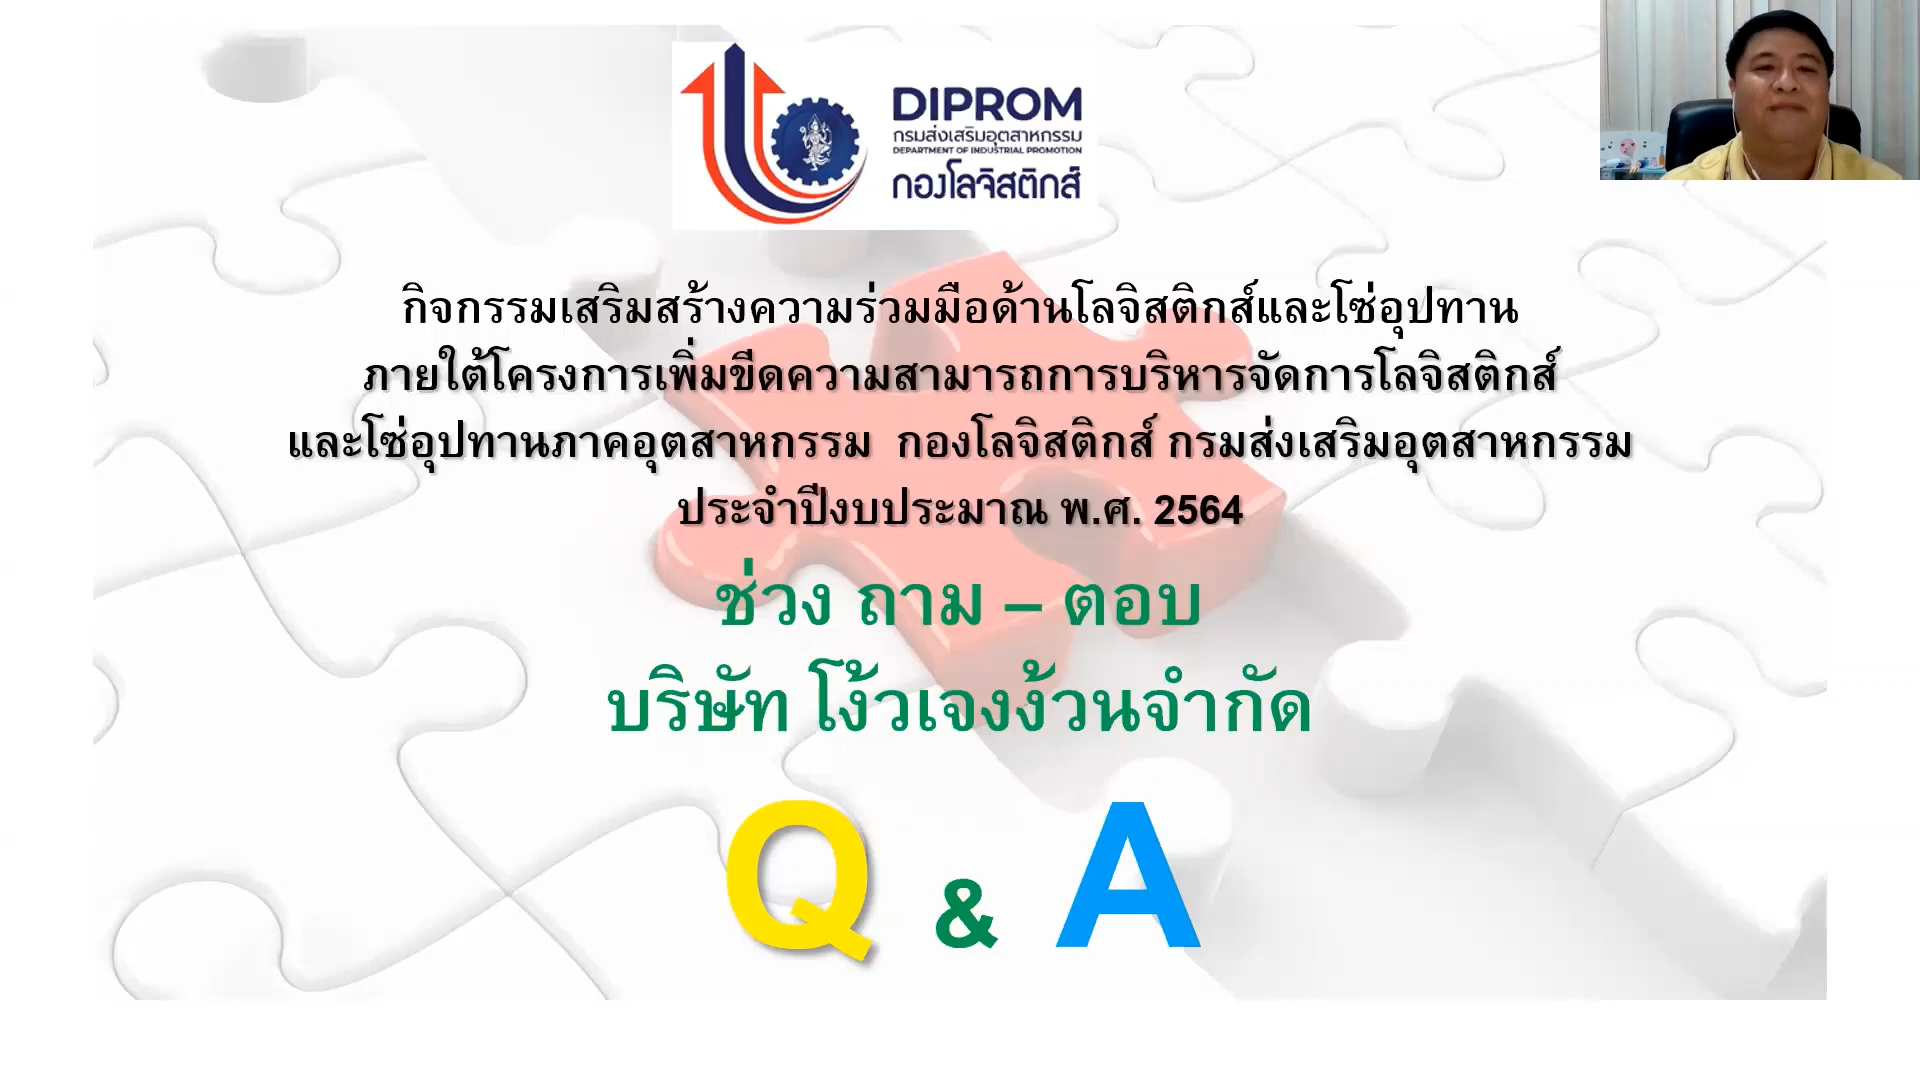 DIPROM
กรมส่งเสริมอุตสาหกรรม
DEPARTMENT OF INDUSTRIAL PROMOTION
กองโลจิสติกส์
กิจกรรมเสริมสร้างความร่วมมือด้านโลจิสติกส์และโซ่อุปทาน
ภายใต้โครงการเพิ่มขีดความสามารถการบริหารจัดการโลจิสติกส์
และโซ่อุปทานภาคอุตสาหกรรม กองโลจิสติกส์ กรมส่งเสริมอุตสาหกรรม
ประจำปีงบประมาณ พ.ศ. 2564
ช่วง ถาม – ตอบ
บริษัท โง้วเจงง้วนจำกัด
Q & A